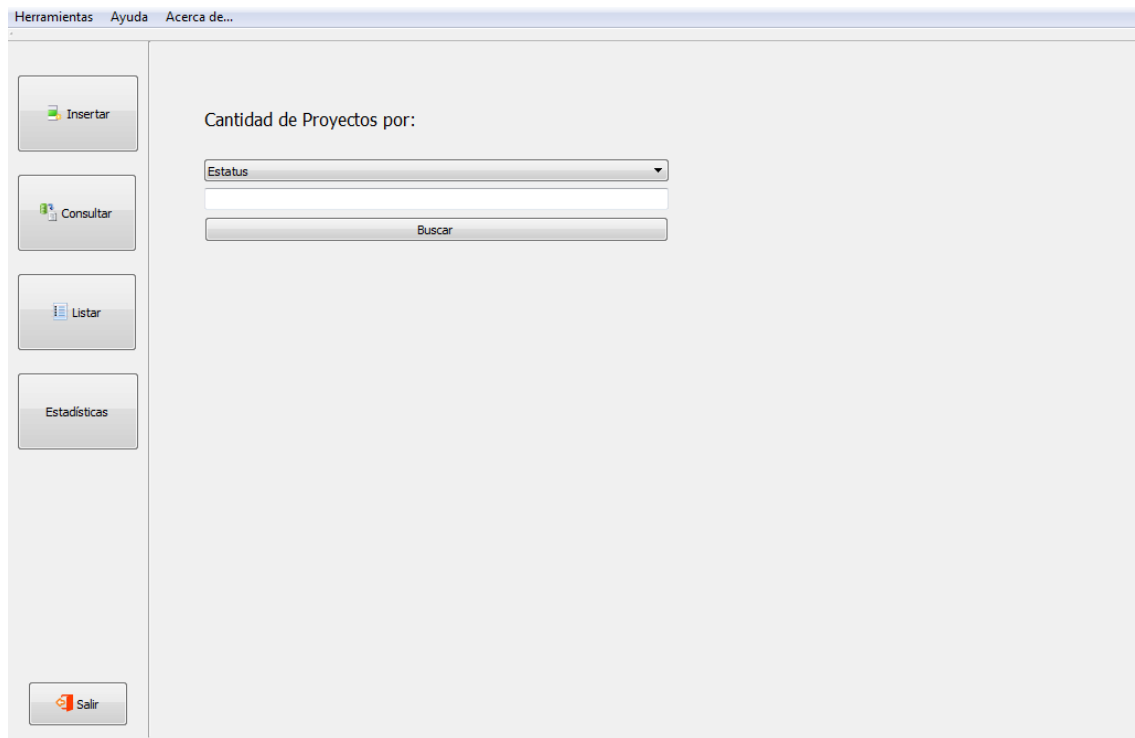 Herramientas Ayuda Acerca de...
Insertar
Consultar
Listar
Estadísticas
Salir
Cantidad de Proyectos por:
Estatus
Buscar